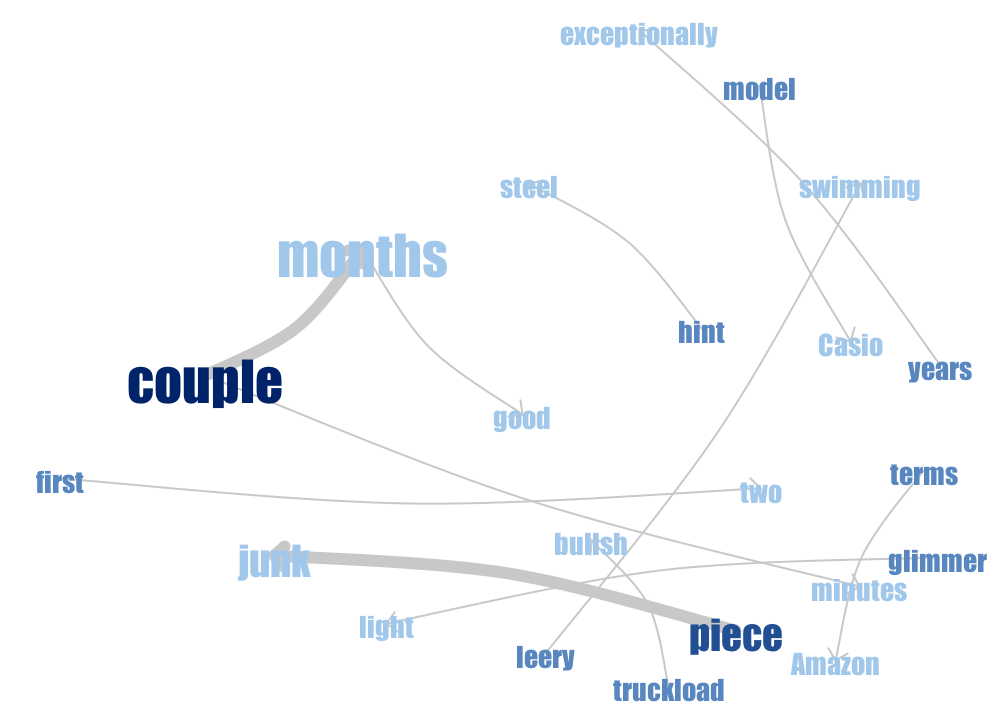 exceptionally
model
steel
swimming
months
hint
Casio
years
couple
good
first
two
terms
junk
bullsh
glimmer
minutes
light
piece
leery
Amazon
truckload